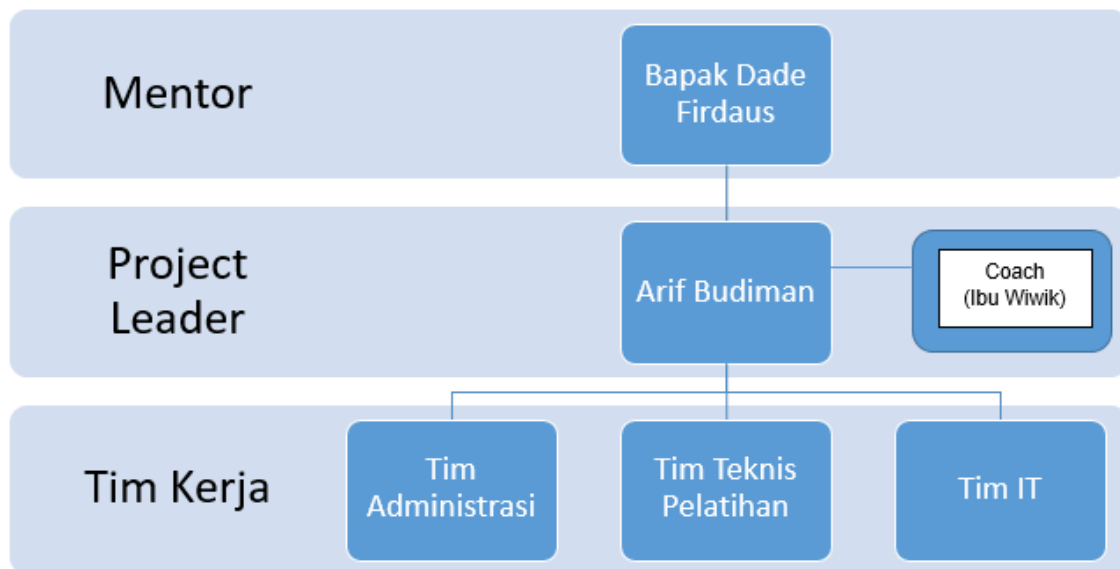 Mentor
Bapak Dade
Firdaus
Project
Leader
Arif Budiman
Coach
(Ibu Wiwik)
Tim Kerja
Tim
Administrasi
Tim Teknis
Pelatihan
Tim IT